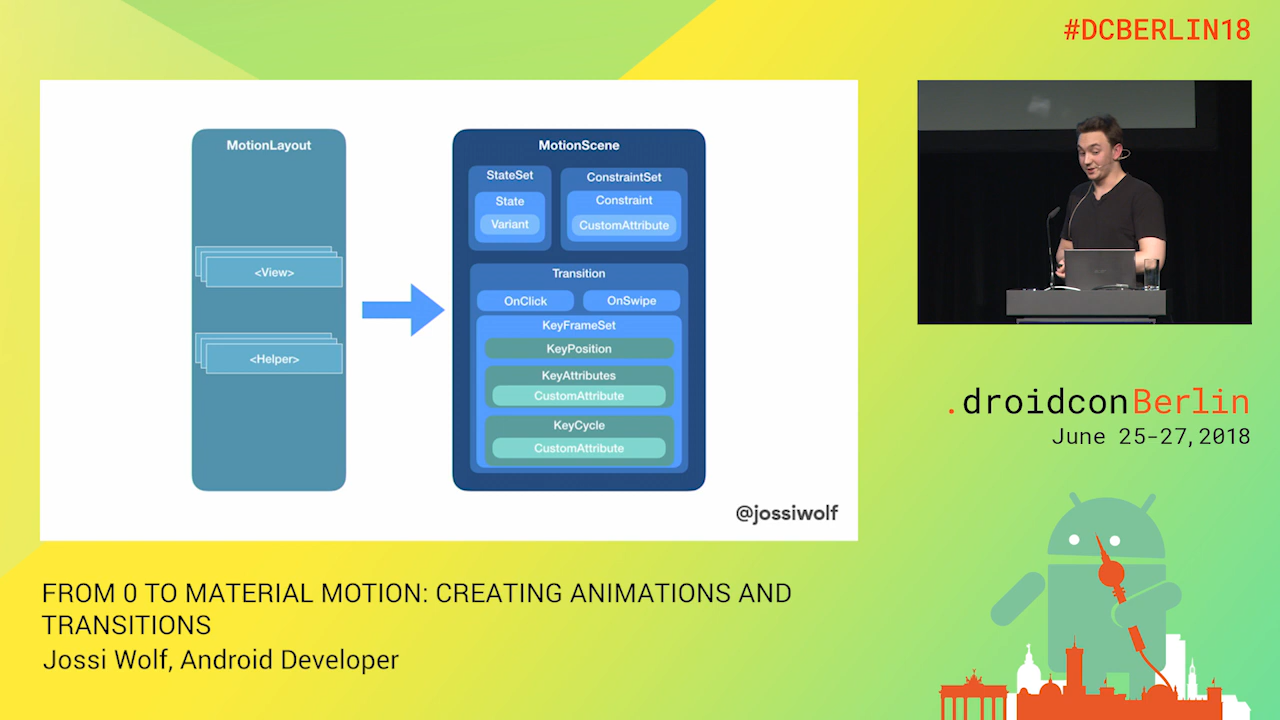 #DCBERLIN18
MotionLayout
<View>
<Helper>
MotionScene
StateSet
State
Variant
ConstraintSet
Constraint
CustomAttribute
Transition
OnClick
OnSwipe
KeyFrameSet
KeyPosition
KeyAttributes
CustomAttribute
KeyCycle
CustomAttribute
@jossiwolf
.droidconBerlin
June 25-27,2018
FROM 0 TO MATERIAL MOTION: CREATING ANIMATIONS AND
TRANSITIONS
Jossi Wolf, Android Developer